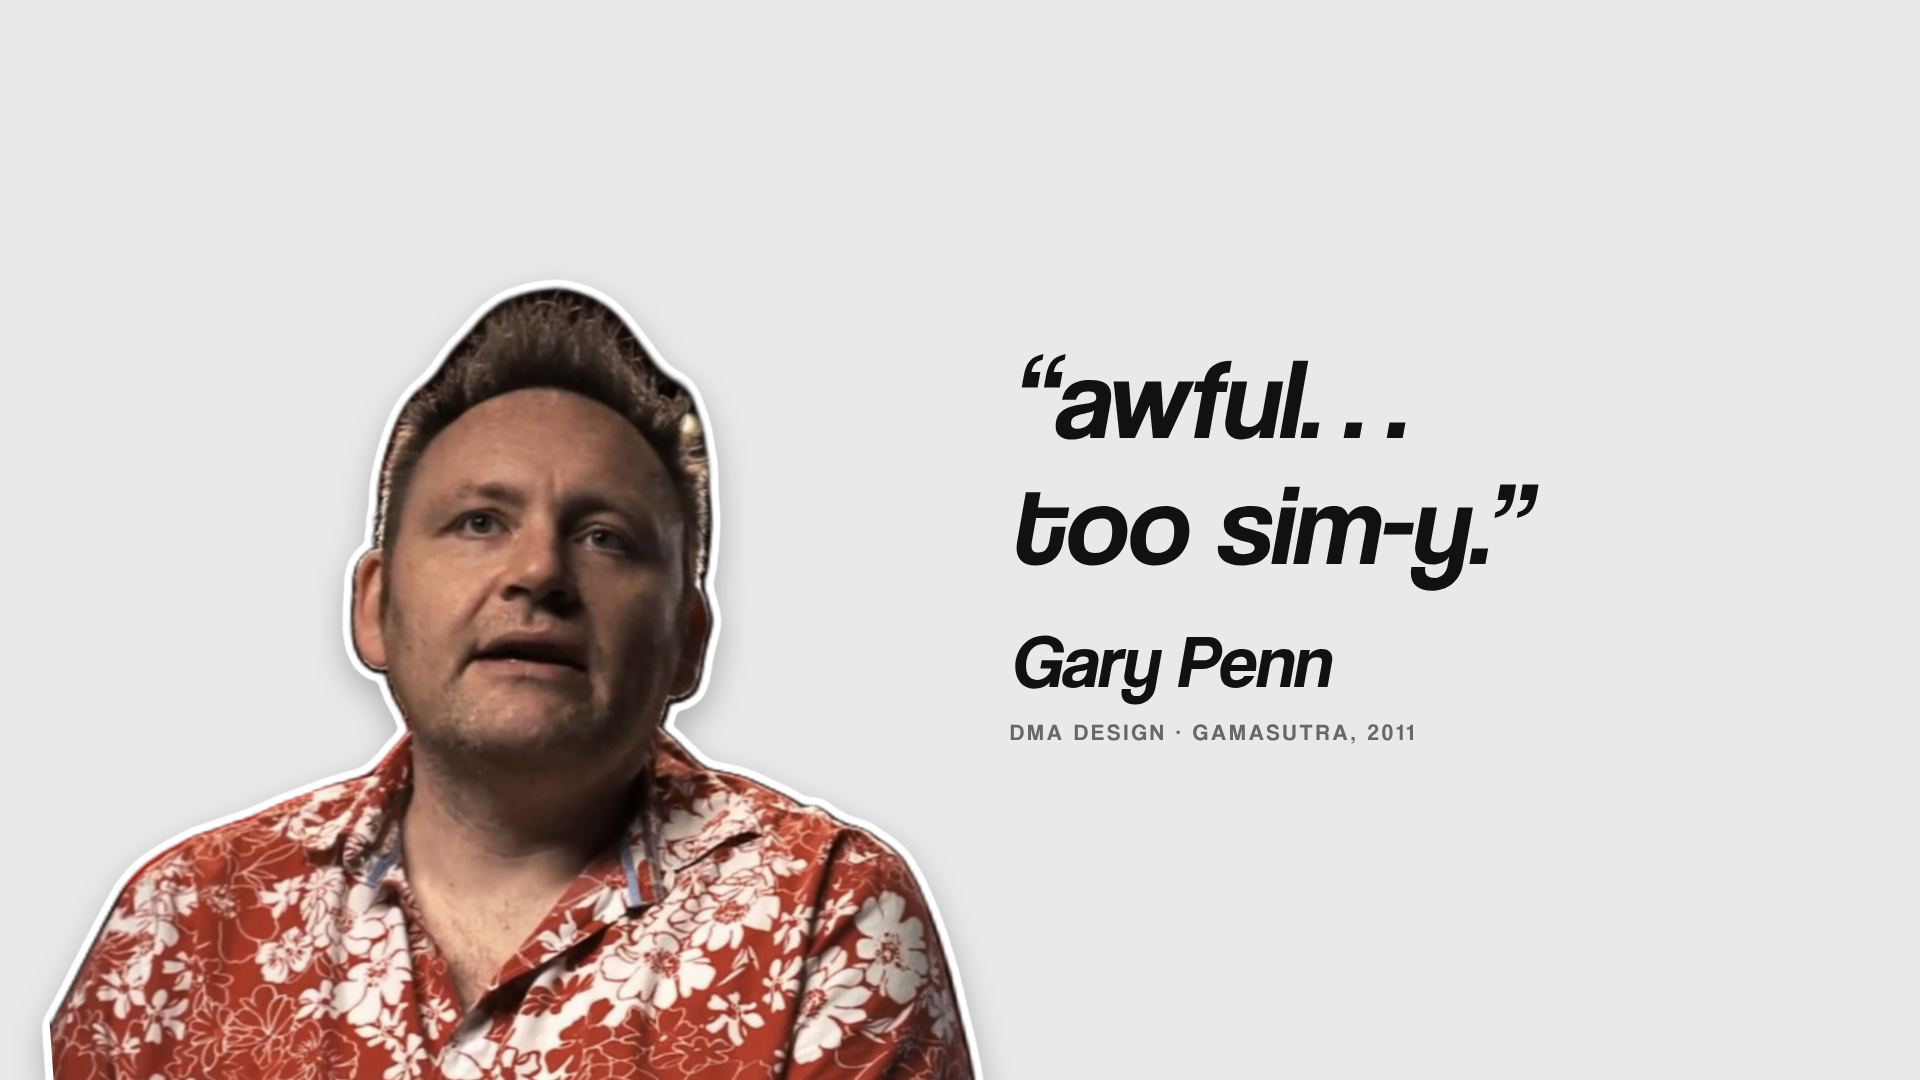 “awful...
too sim-y.”
Gary Penn
DMA DESIGN · GAMASUTRA, 2011